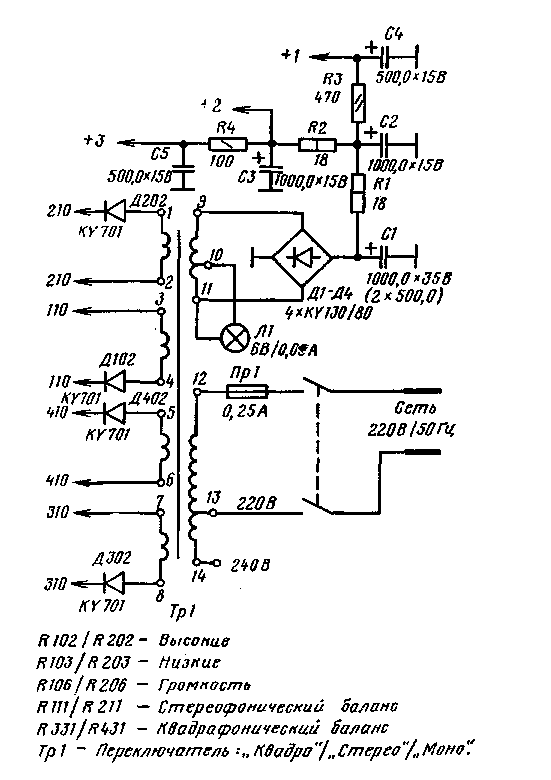 +1
C4
500,0×15В
R3
470
+2
+3
R4
100
R2
18
C2
1000,0×15В
C5
500,0×15В
C3
1000,0×15В
R1
18
210
Д202
КУ701
1
9
C1
1000,0×35В
(2×500,0)
10
210
2
11
Д1-Д4
4×КУ130/80
110
3
Л1
6В/0,05А
110
Д102
КУ701
4
12
Пр1
0,25А
Сеть
220В/50Гц
410
Д402
КУ701
5
410
6
310
7
13
220В
310
Д302
КУ701
8
14
240В
Тр1
R102/R202 - Высокие
R103/R203 - Низкие
R106/R206 - Громкость
R111/R211 - Стереофонический баланс
R331/R431 - Квадрафонический баланс
Тр1 - Переключатель:„Квадро"/„Стерео"/„Моно".